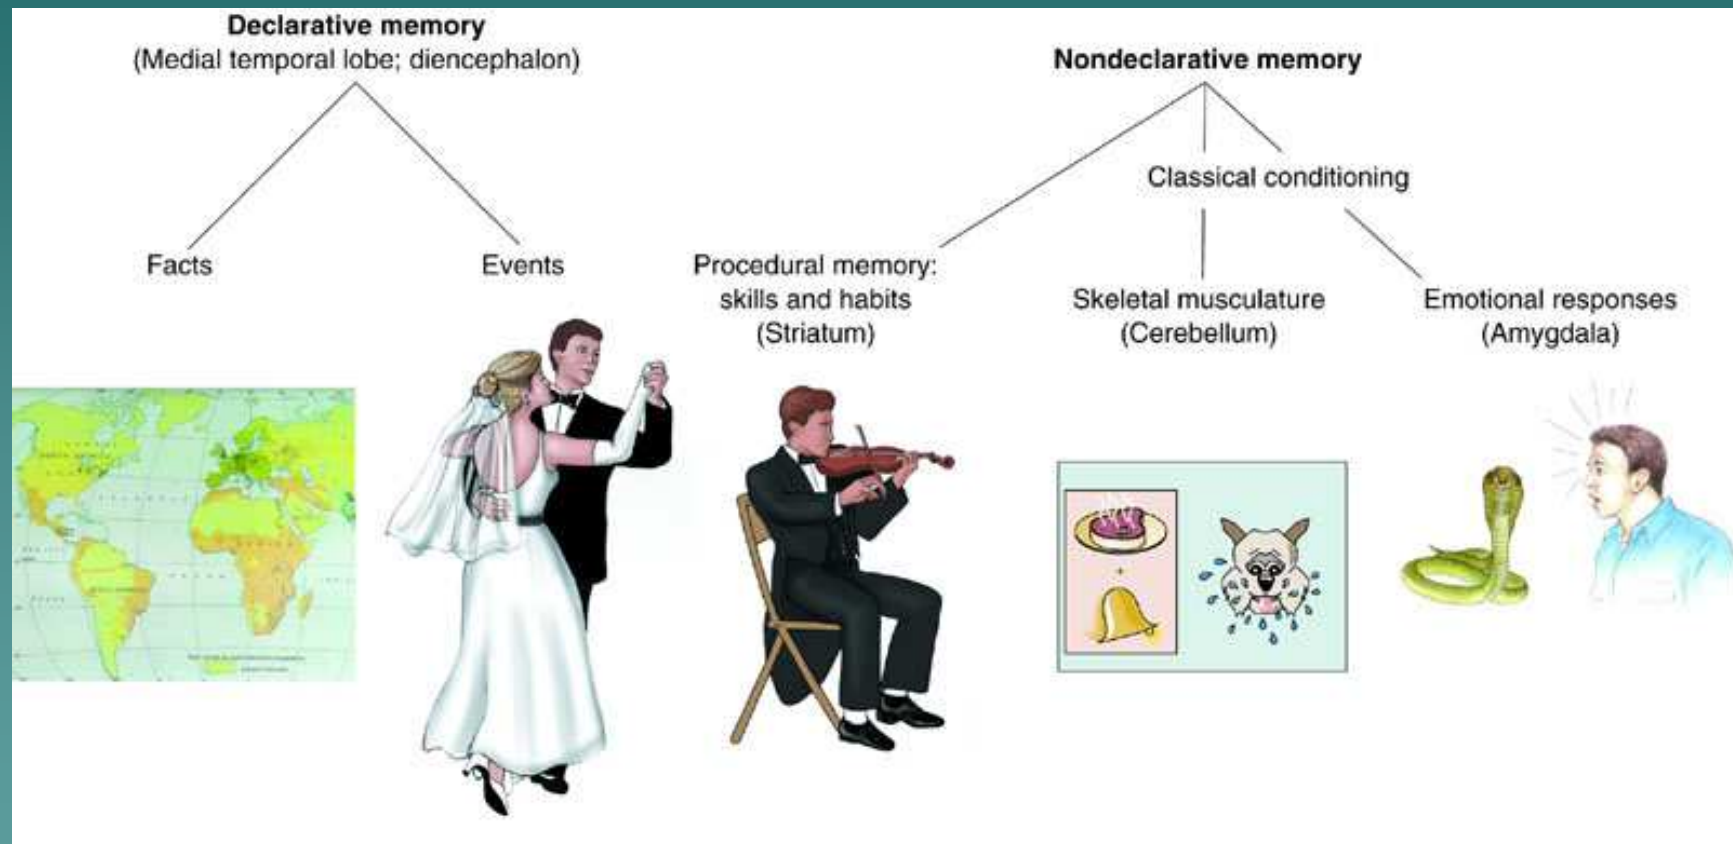 Declarative memory
(Medial temporal lobe; diencephalon)
Nondeclarative memory
Classical conditioning
Facts
Events
Procedural memory:
skills and habits
(Striatum)
Skeletal musculature
(Cerebellum)
Emotional responses
(Amygdala)
+